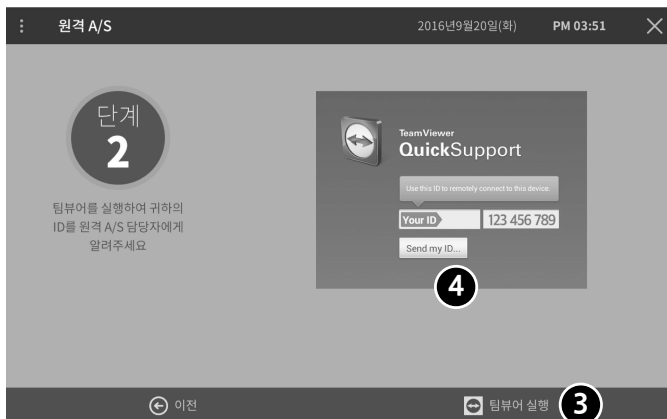 원격 A/S
2016년9월20일(화)
PM 03:51
단계
2
팀뷰어를 실행하여 귀하의
ID를 원격 A/S 담당자에게
알려주세요
TeamViewer
QuickSupport
Use this ID to remotely connect to this device.
Your ID
123 456 789
Send my ID...
4
이전
팀뷰어 실행
3